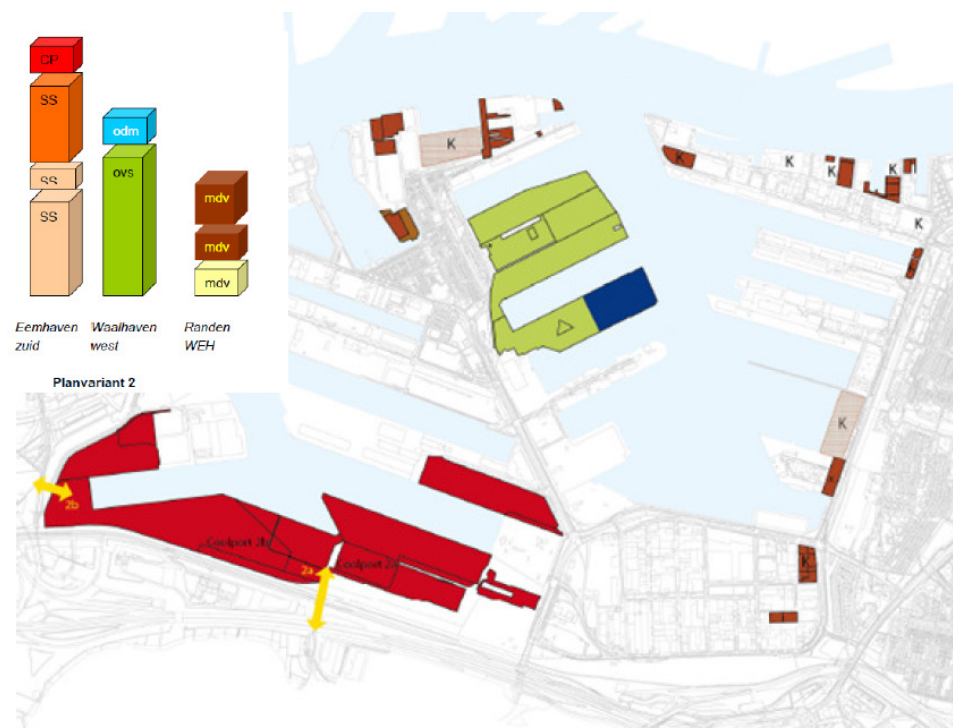 CP
SS
SS
SS
odm
ovs
mdv
mdv
mdv
Eemhaven
zuid
Waalhaven
west
Randen
WEH
Planvariant 2
K
K
K
K
K
K
K
K
2b
Coolport 2b
2a
Coolport 2a